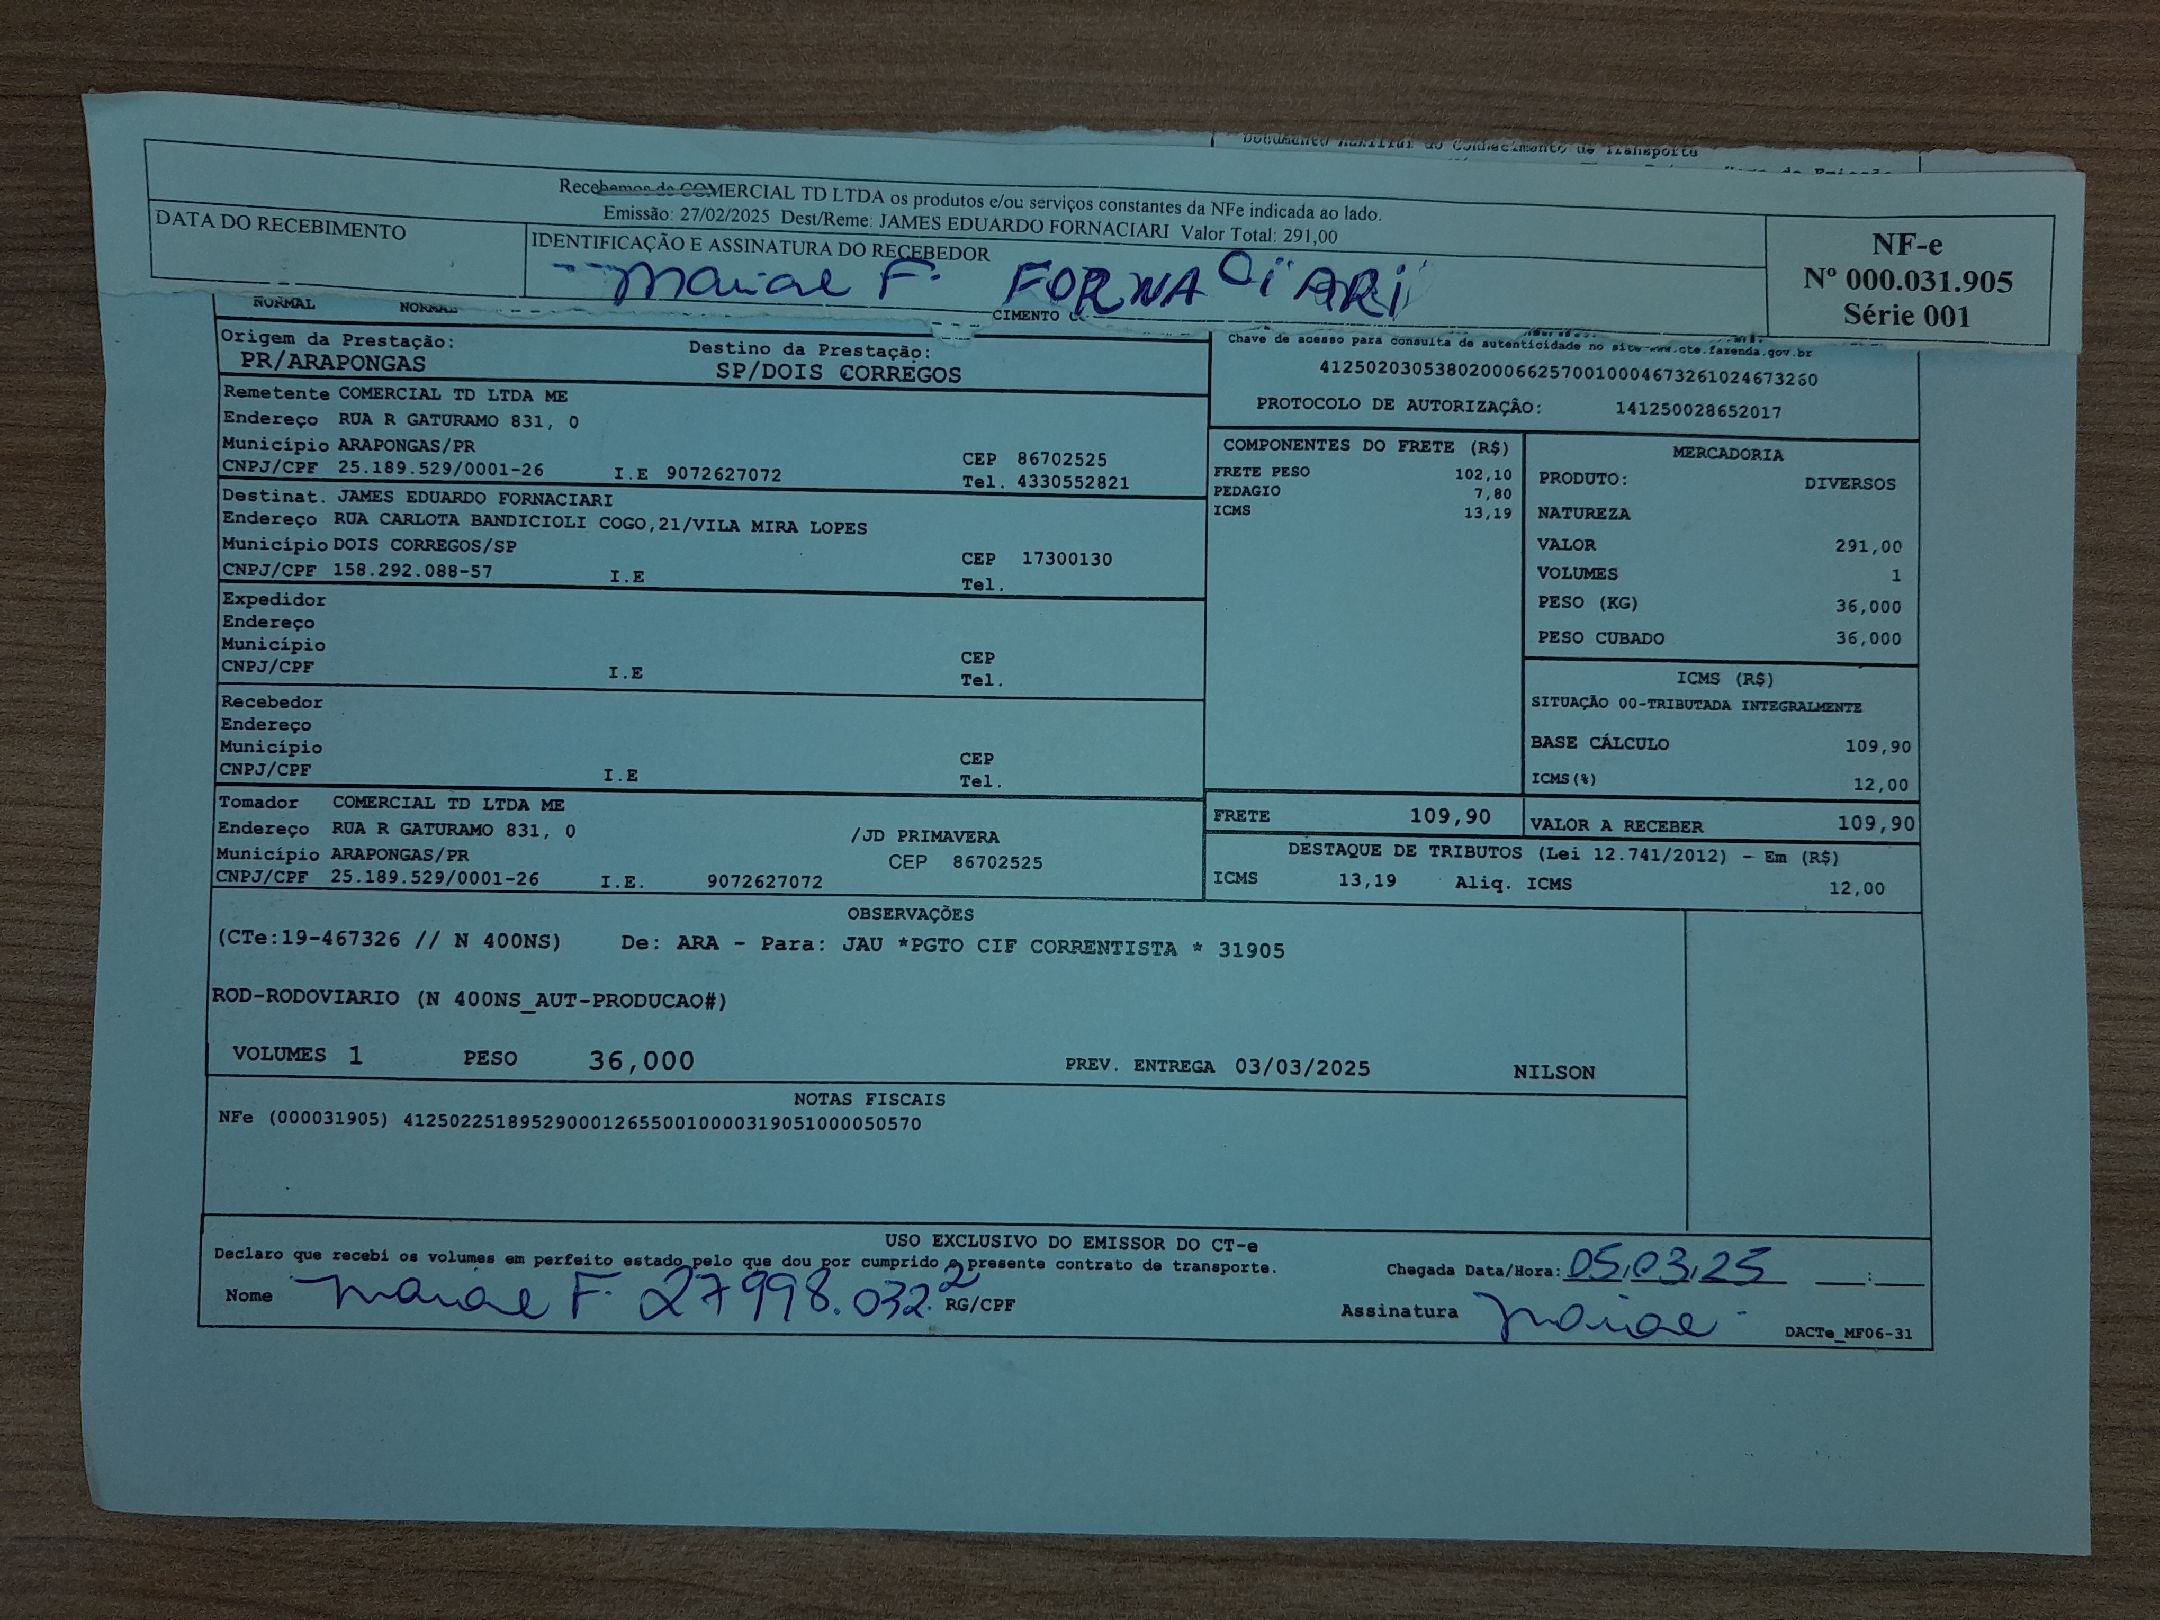 Documento Auxiliar do Conhecimento de Transporte
Recebemos de COMERCIAL TD LTDA os produtos e/ou serviços constantes da NFe indicada ao lado.
Emissão: 27/02/2025 Dest/Reme: JAMES EDUARDO FORNACIARI Valor Total: 291,00
DATA DO RECEBIMENTO
IDENTIFICAÇÃO E ASSINATURA DO RECEBEDOR
F. FORNACIARI
NF-e
Nº 000.031.905
Série 001
NORMAL NORMAL CIMENTO
Origem da Prestação: Destino da Prestação:
PR/ARAPONGAS SP/DOIS CORREGOS
Chave de acesso para consulta de autenticidade no site www.cte.fazenda.gov.br
41250203053802000662570010004673261024673260
PROTOCOLO DE AUTORIZAÇÃO: 141250028652017
Remetente COMERCIAL TD LTDA ME
Endereço RUA R GATURAMO 831, 0
Município ARAPONGAS/PR CEP 86702525
CNPJ/CPF 25.189.529/0001-26 I.E 9072627072 Tel. 4330552821
Destinat. JAMES EDUARDO FORNACIARI
Endereço RUA CARLOTA BANDICIOLI COGO,21/VILA MIRA LOPES
Município DOIS CORREGOS/SP CEP 17300130
CNPJ/CPF 158.292.088-57 I.E Tel.
Expedidor
Endereço
Município CEP
CNPJ/CPF I.E Tel.
Recebedor
Endereço
Município CEP
CNPJ/CPF I.E Tel.
Tomador COMERCIAL TD LTDA ME
Endereço RUA R GATURAMO 831, 0 /JD PRIMAVERA
Município ARAPONGAS/PR CEP 86702525
CNPJ/CPF 25.189.529/0001-26 I.E. 9072627072
COMPONENTES DO FRETE (R$)
FRETE PESO 102,10
PEDAGIO 7,80
ICMS 13,19
MERCADORIA
PRODUTO: DIVERSOS
NATUREZA
VALOR 291,00
VOLUMES 1
PESO (KG) 36,000
PESO CUBADO 36,000
ICMS (R$)
SITUAÇÃO 00-TRIBUTADA INTEGRALMENTE
BASE CÁLCULO 109,90
ICMS(%) 12,00
FRETE 109,90 VALOR A RECEBER 109,90
DESTAQUE DE TRIBUTOS (Lei 12.741/2012) - Em (R$)
ICMS 13,19 Aliq. ICMS 12,00
OBSERVAÇÕES
(CTe:19-467326 // N 400NS) De: ARA - Para: JAU *PGTO CIF CORRENTISTA * 31905
ROD-RODOVIARIO (N 400NS_AUT-PRODUCAO#)
VOLUMES 1 PESO 36,000 PREV. ENTREGA 03/03/2025 NILSON
NOTAS FISCAIS
NFe (000031905) 41250225189529000126550010000319051000050570
USO EXCLUSIVO DO EMISSOR DO CT-e
Declaro que recebi os volumes em perfeito estado pelo que dou por cumprido o presente contrato de transporte.
Chegada Data/Hora: 05,03,25 __:__
Nome F. 27998.032.2 RG/CPF
Assinatura
DACTe_MF06-31